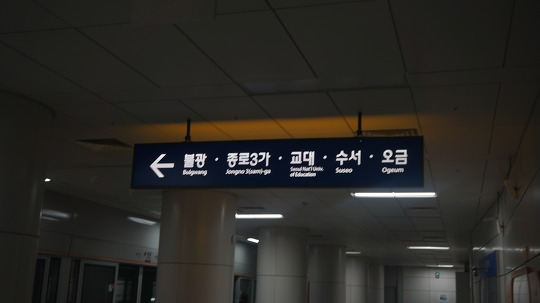 ← 불광 · 종로3가 · 교대 · 수서 · 오금
Bulgwang Jongno 3(sam)-ga Seoul Nat'l Univ. of Education Suseo Ogeum